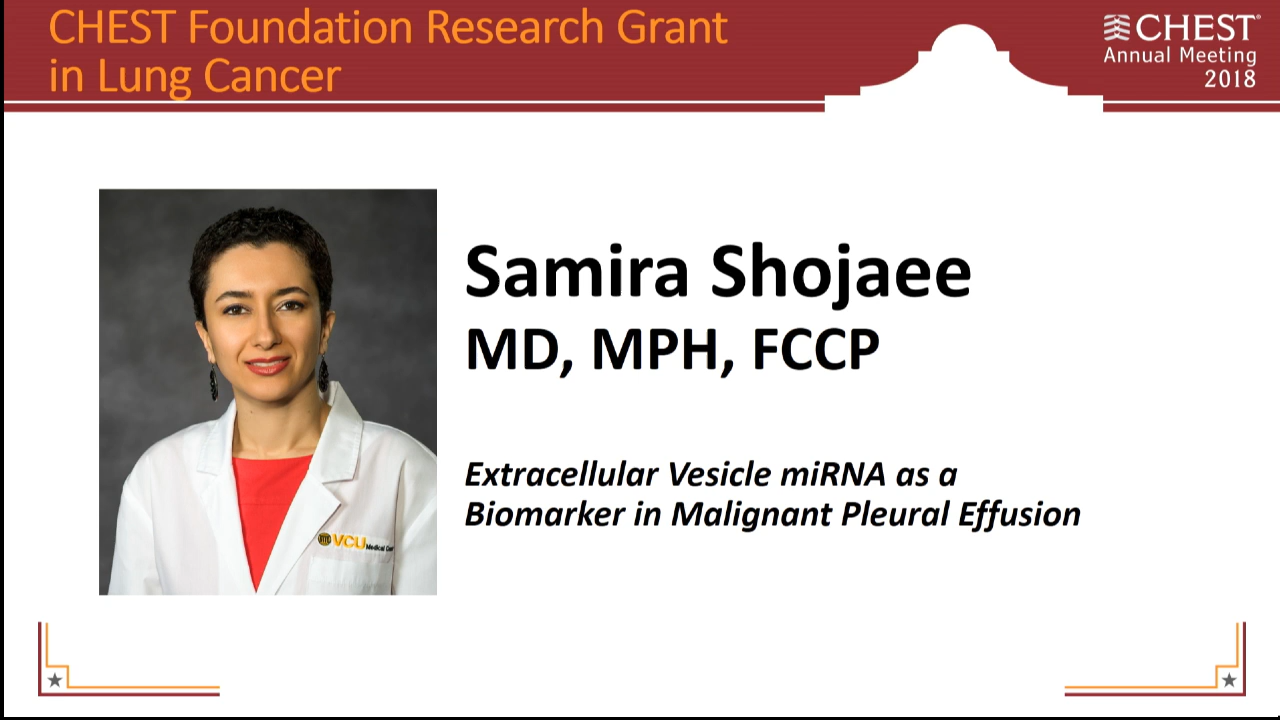 CHEST Foundation Research Grant
in Lung Cancer
CHEST
Annual Meeting
2018
Samira Shojaee
MD, MPH, FCCP
Extracellular Vesicle miRNA as a
Biomarker in Malignant Pleural Effusion
VCU Medical